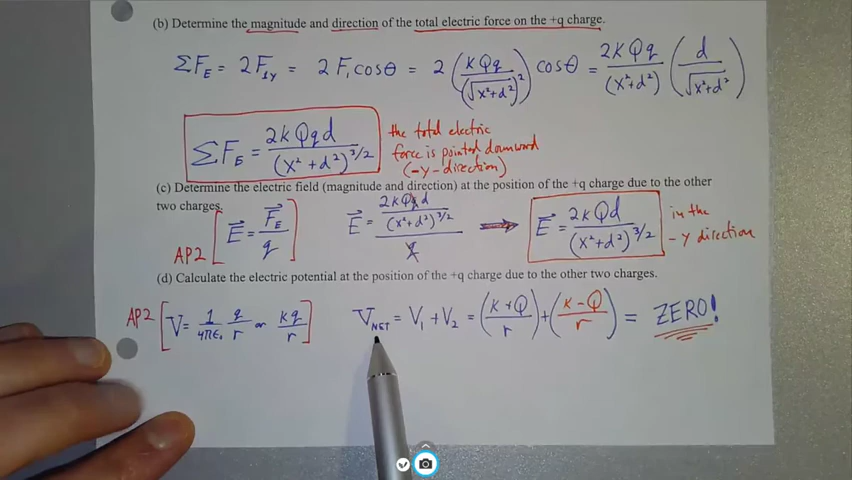 (b) Determine the magnitude and direction of the total electric force on the +q charge.
ΣF_E = 2F_1y = 2F_1 cosθ = 2 (kQq / (√(x²+d²))²) cosθ = 2kQq / (x²+d²) (d / √(x²+d²))
ΣF_E = 2kQqd / (x²+d²)^3/2
the total electric
force is pointed downward
(-y-direction)
(c) Determine the electric field (magnitude and direction) at the position of the +q charge due to the other
two charges.
AP2 [E⃗ = F⃗_E / q]
E⃗ = (2kQqd / (x²+d²)^3/2) / q → E⃗ = 2kQd / (x²+d²)^3/2
in the
-y direction
(d) Calculate the electric potential at the position of the +q charge due to the other two charges.
AP2 [V = 1/4πε₀ q/r or kq/r]
V_NET = V_1 + V_2 = (k+Q / r) + (k-Q / r) = ZERO!